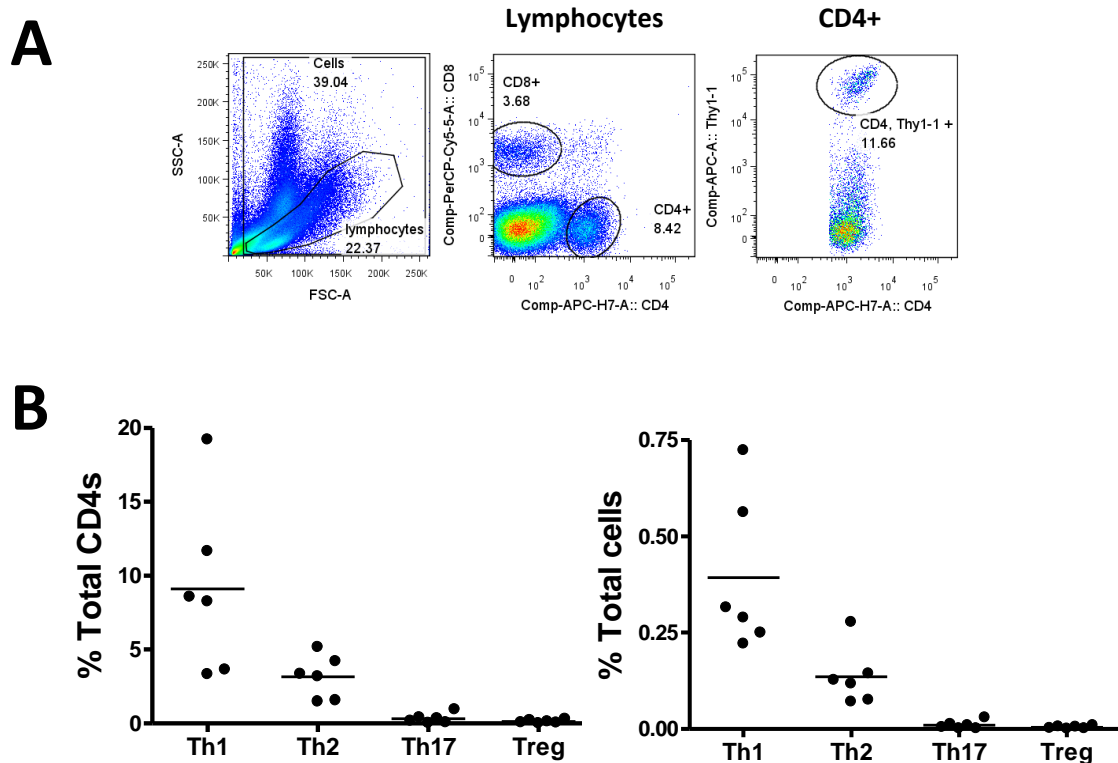 A
Lymphocytes
CD4+
Cells
39.04
lymphocytes
22.37
250K
200K
150K
100K
50K
0
50K 100K 150K 200K 250K
SSC-A
FSC-A
CD8+
3.68
CD4+
8.42
10^5
10^4
10^3
10^2
0
0 10^2 10^3 10^4 10^5
Comp-PerCP-Cy5-5-A:: CD8
Comp-APC-H7-A:: CD4
CD4, Thy1-1 +
11.66
10^5
10^4
10^3
10^2
0
0 10^2 10^3 10^4 10^5
Comp-APC-A:: Thy1-1
Comp-APC-H7-A:: CD4
B
% Total CD4s
20
15
10
5
0
Th1 Th2 Th17 Treg
% Total cells
0.75
0.50
0.25
0.00
Th1 Th2 Th17 Treg